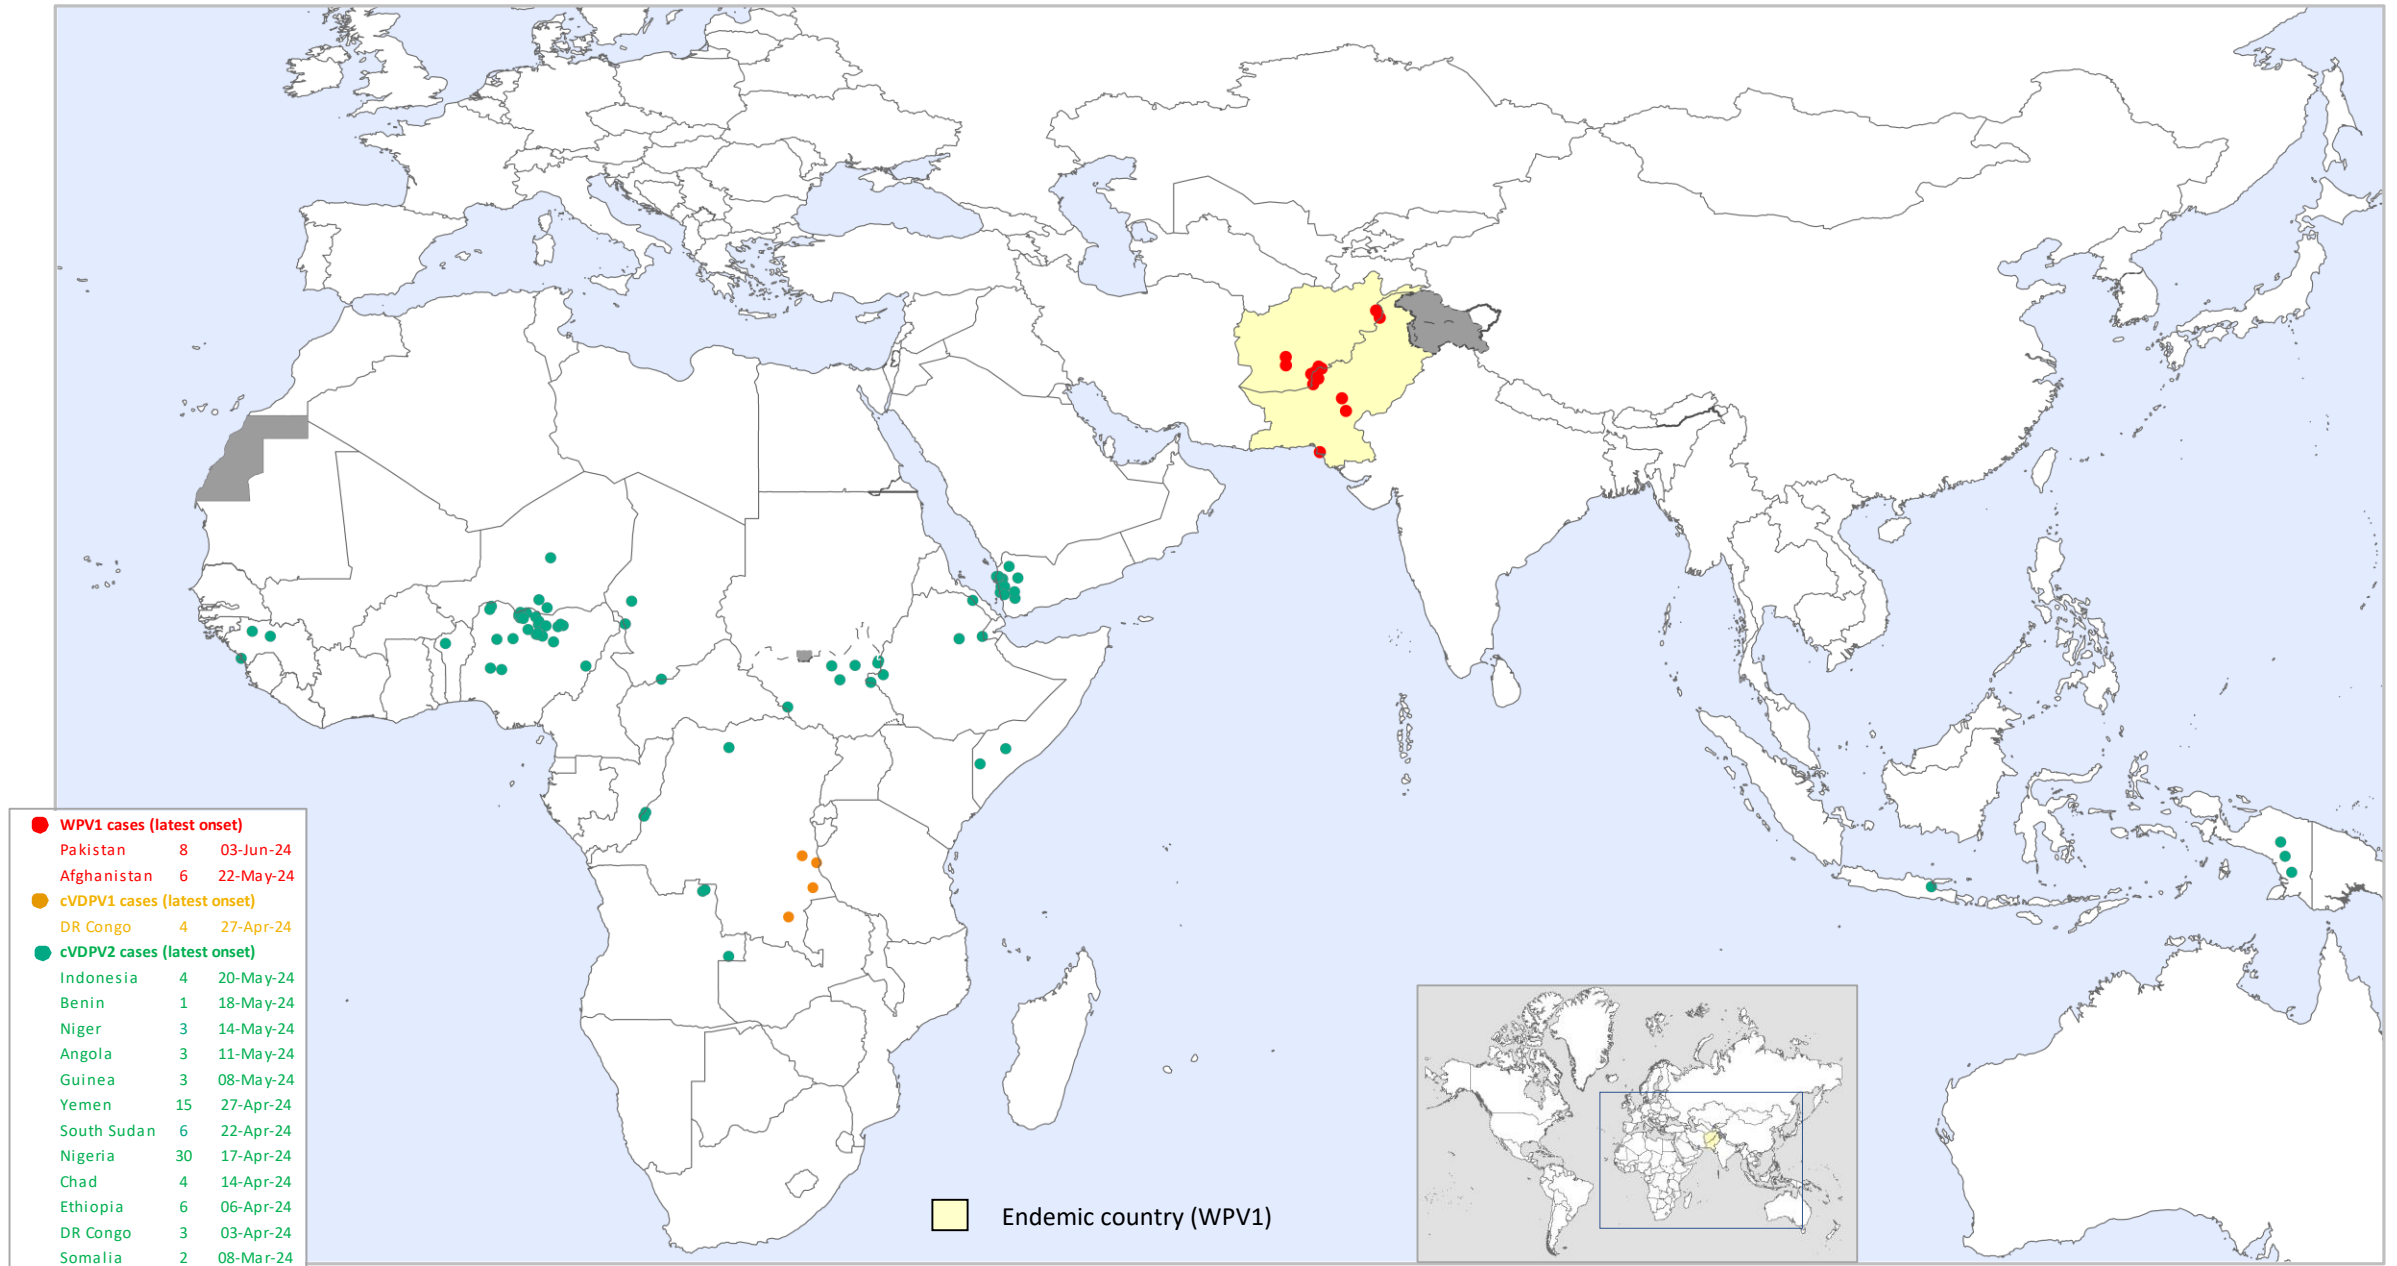 WPV1 cases (latest onset)
Pakistan 8 03-Jun-24
Afghanistan 6 22-May-24
cVDPV1 cases (latest onset)
DR Congo 4 27-Apr-24
cVDPV2 cases (latest onset)
Indonesia 4 20-May-24
Benin 1 18-May-24
Niger 3 14-May-24
Angola 3 11-May-24
Guinea 3 08-May-24
Yemen 15 27-Apr-24
South Sudan 6 22-Apr-24
Nigeria 30 17-Apr-24
Chad 4 14-Apr-24
Ethiopia 6 06-Apr-24
DR Congo 3 03-Apr-24
Somalia 2 08-Mar-24
Endemic country (WPV1)